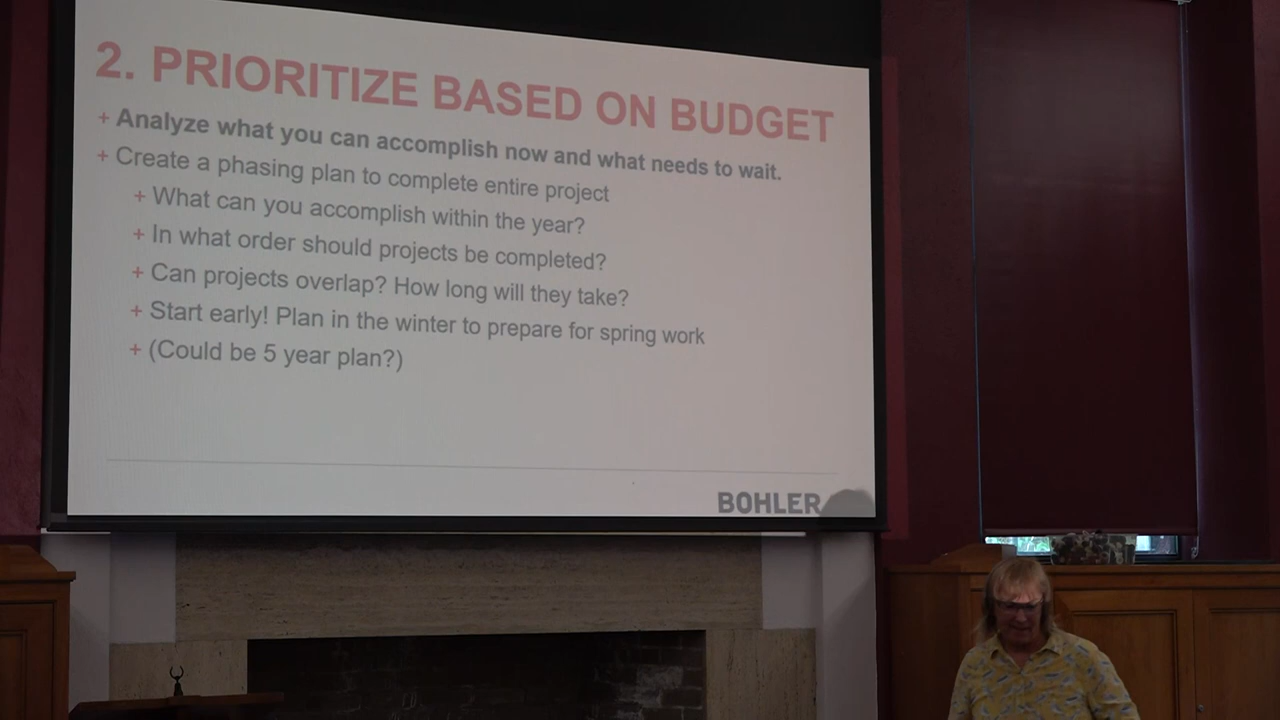 2. PRIORITIZE BASED ON BUDGET
+ Analyze what you can accomplish now and what needs to wait.
+ Create a phasing plan to complete entire project
+ What can you accomplish within the year?
+ In what order should projects be completed?
+ Can projects overlap? How long will they take?
+ Start early! Plan in the winter to prepare for spring work
+ (Could be 5 year plan?)
BOHLER